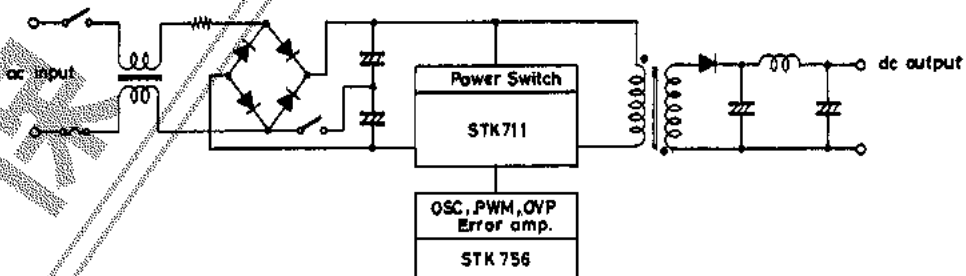 ac input
Power Switch
STK711
OSC, PWM, OVP
Error amp.
STK 756
dc output